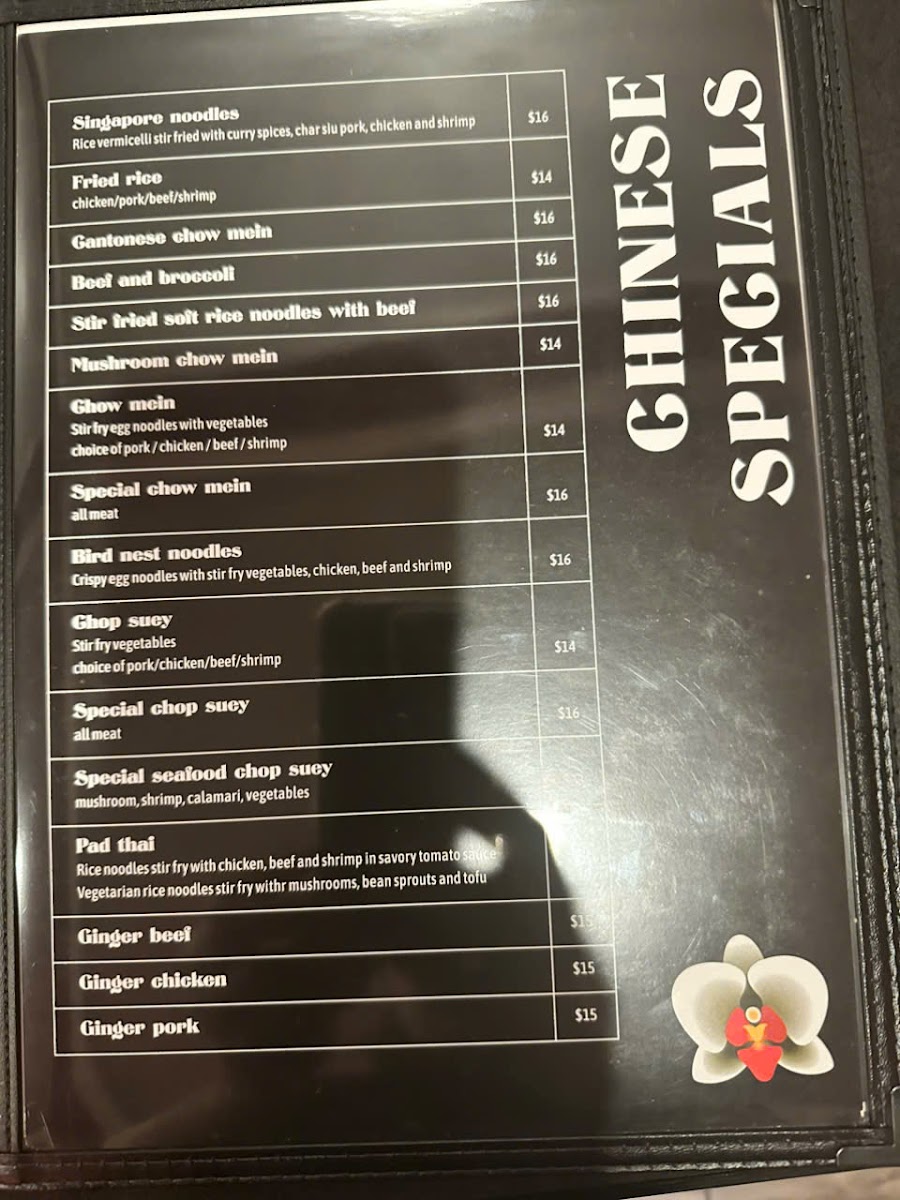 CHINESE
SPECIALS
Singapore noodles $16
Rice vermicelli stir fried with curry spices, char siu pork, chicken and shrimp
Fried rice $14
chicken/pork/beef/shrimp
Cantonese chow mein $16
Beef and broccoli $16
Stir fried soft rice noodles with beef $16
Mushroom chow mein $14
Chow mein
Stir fry egg noodles with vegetables
choice of pork / chicken / beef / shrimp $14
Special chow mein $16
all meat
Bird nest noodles $16
Crispy egg noodles with stir fry vegetables, chicken, beef and shrimp
Chop suey
Stir fry vegetables $14
choice of pork/chicken/beef/shrimp
Special chop suey $16
all meat
Special seafood chop suey
mushroom, shrimp, calamari, vegetables
Pad thai
Rice noodles stir fry with chicken, beef and shrimp in savory tomato sauce
Vegetarian rice noodles stir fry withr mushrooms, bean sprouts and tofu
Ginger beef $15
Ginger chicken $15
Ginger pork $15